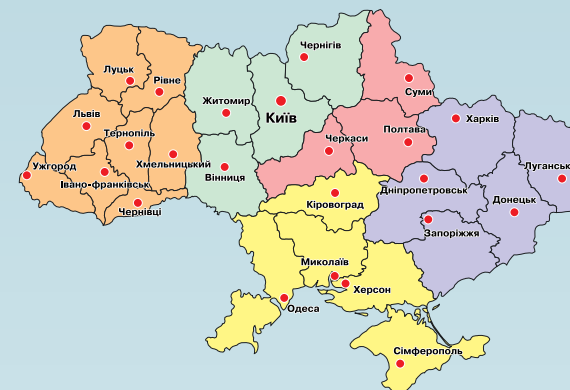 Чернігів
Луцьк
Рівне
Суми
Житомир
Львів
Київ
Харків
Тернопіль
Полтава
Черкаси
Ужгород
Хмельницький
Луганськ
Вінниця
Івано-франківськ
Дніпропетровськ
Донецьк
Кіровоград
Чернівці
Запоріжжя
Миколаїв
Херсон
Одеса
Сімферополь